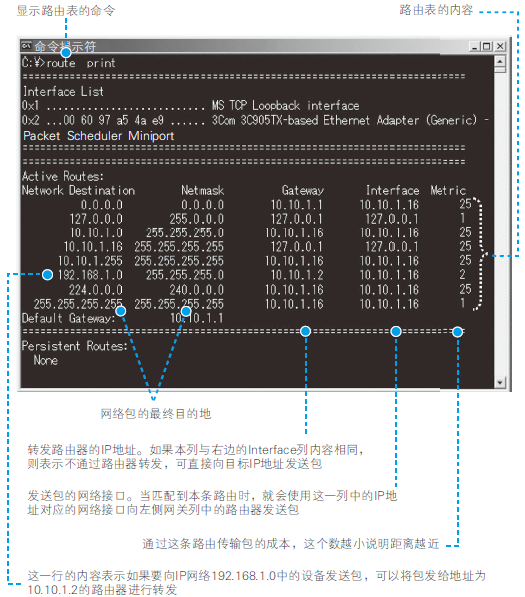 显示路由表的命令
路由表的内容
命令提示符
C:¥>route print
Interface List
0x1 ........................... MS TCP Loopback interface
0x2 ...00 60 97 a5 4a e9 ...... 3Com 3C905TX-based Ethernet Adapter (Generic) -
Packet Scheduler Miniport
Active Routes:
Network Destination Netmask Gateway Interface Metric
0.0.0.0 0.0.0.0 10.10.1.1 10.10.1.16 25
127.0.0.0 255.0.0.0 127.0.0.1 127.0.0.1 1
10.10.1.0 255.255.255.0 10.10.1.16 10.10.1.16 25
10.10.1.16 255.255.255.255 127.0.0.1 127.0.0.1 25
10.10.1.255 255.255.255.255 10.10.1.16 10.10.1.16 25
192.168.1.0 255.255.255.0 10.10.1.2 10.10.1.16 2
224.0.0.0 240.0.0.0 10.10.1.16 10.10.1.16 25
255.255.255.255 255.255.255.255 10.10.1.16 10.10.1.16 1
Default Gateway: 10.10.1.1
Persistent Routes:
None
网络包的最终目的地
转发路由器的IP地址。如果本列与右边的Interface列内容相同，
则表示不通过路由器转发，可直接向目标IP地址发送包
发送包的网络接口。当匹配到本条路由时，就会使用这一列中的IP地
址对应的网络接口向左侧网关列中的路由器发送包
通过这条路由传输包的成本，这个数越小说明距离越近
这一行的内容表示如果要向IP网络192.168.1.0中的设备发送包，可以将包发给地址为
10.10.1.2的路由器进行转发